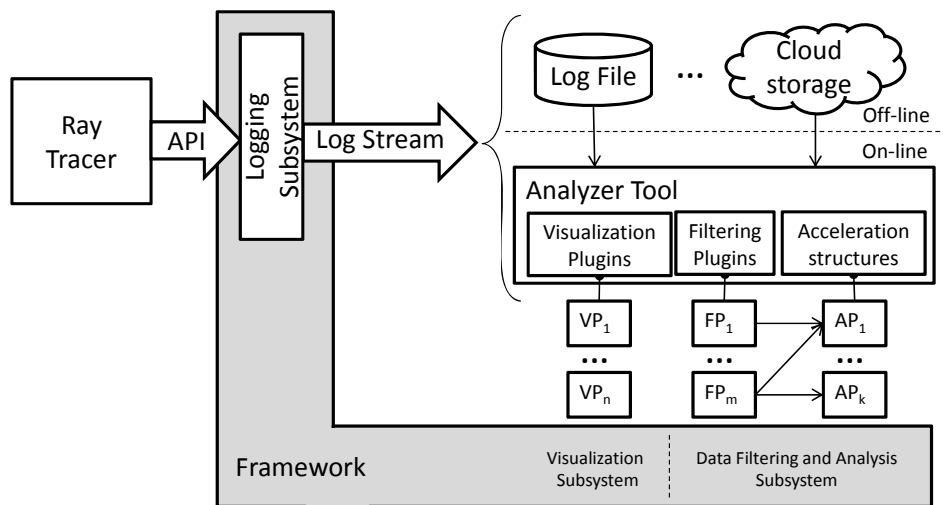 Ray
Tracer
API
Logging
Subsystem
Log Stream
Log File
...
Cloud
storage
Off-line
On-line
Analyzer Tool
Visualization
Plugins
Filtering
Plugins
Acceleration
structures
VP1
FP1
AP1
...
...
...
VPn
FPm
APk
Framework
Visualization
Subsystem
Data Filtering and Analysis
Subsystem